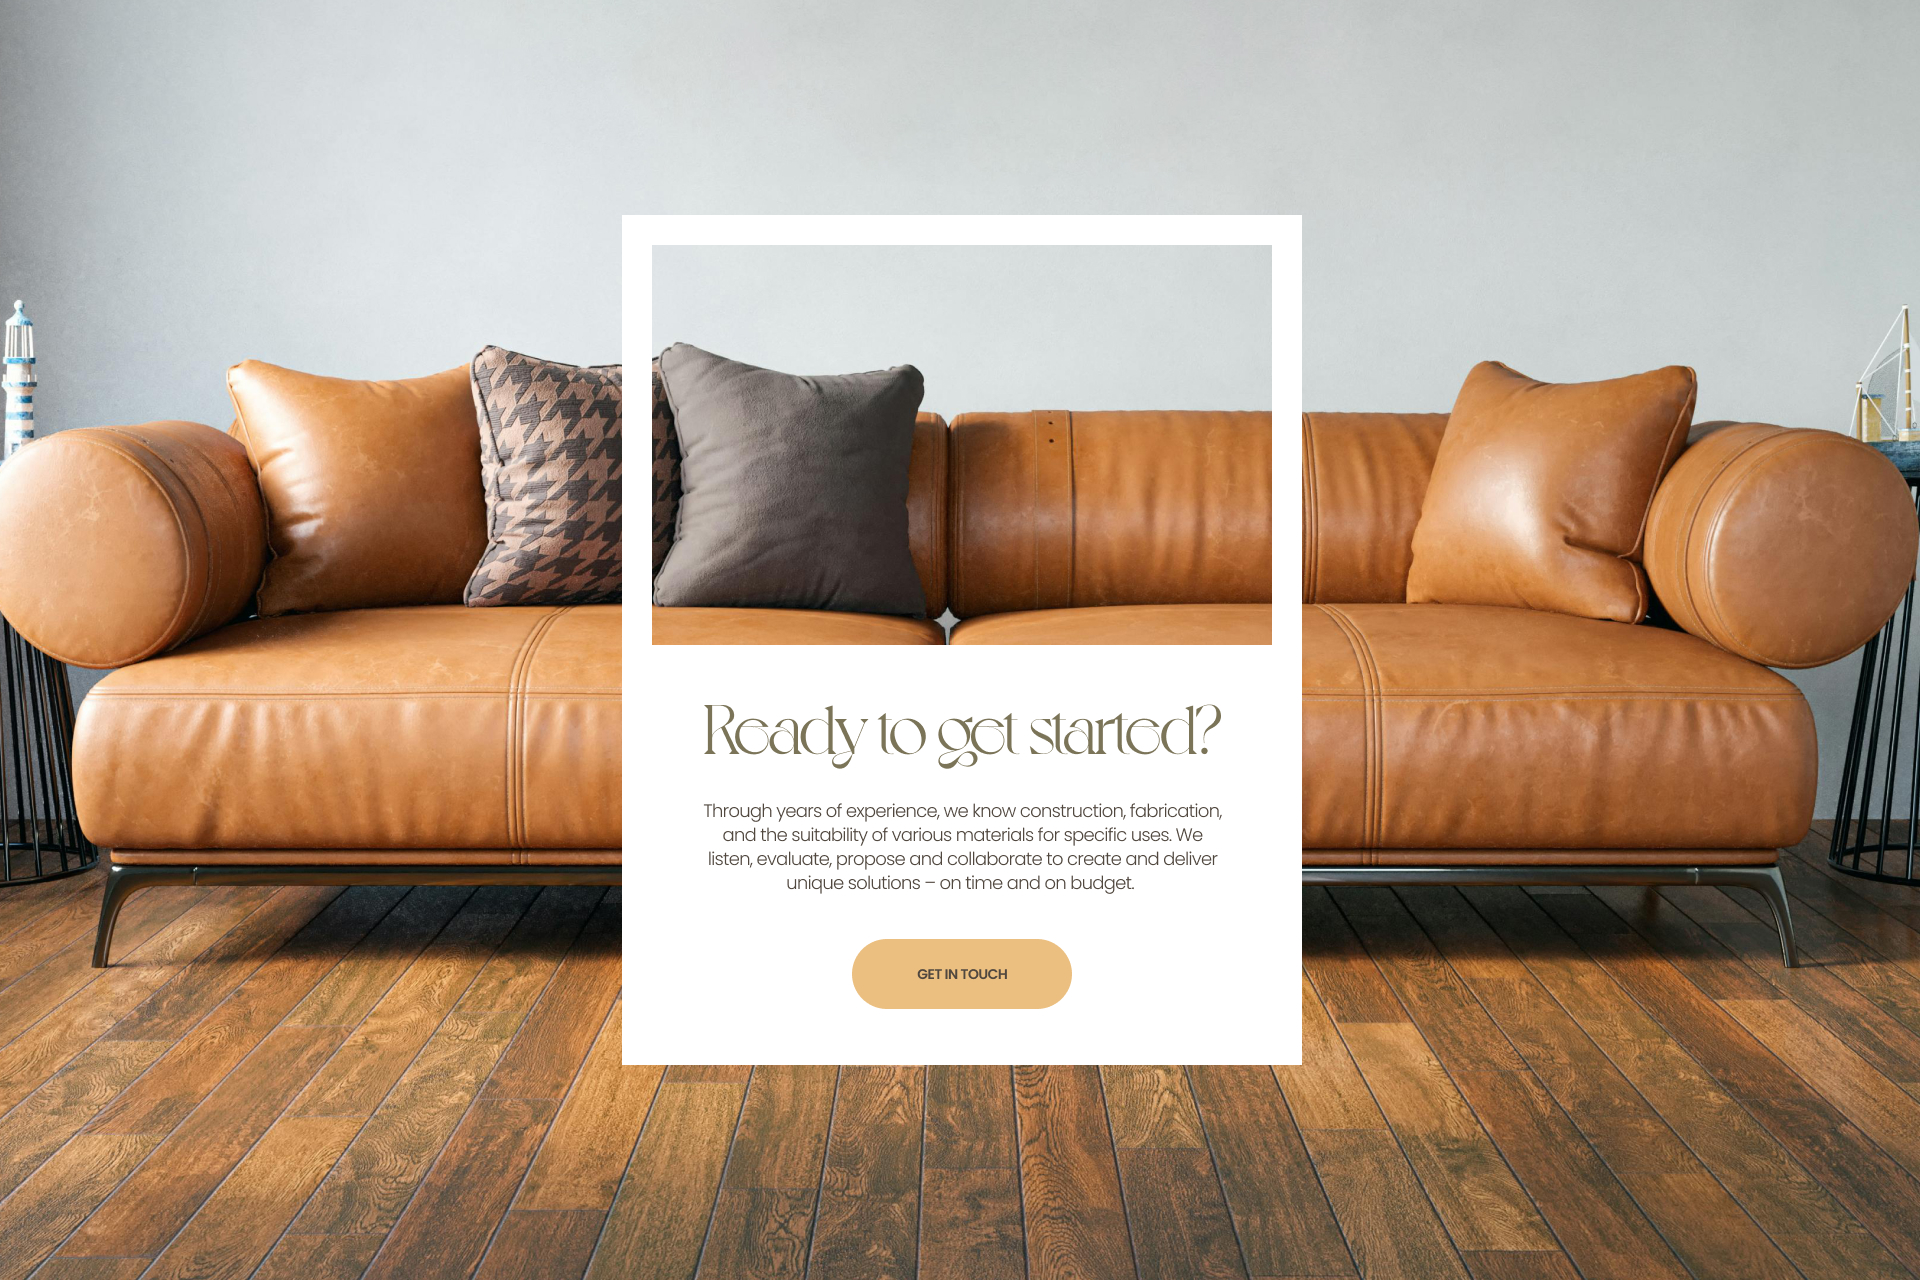 Ready to get started?
Through years of experience, we know construction, fabrication,
and the suitability of various materials for specific uses. We
listen, evaluate, propose and collaborate to create and deliver
unique solutions – on time and on budget.
GET IN TOUCH